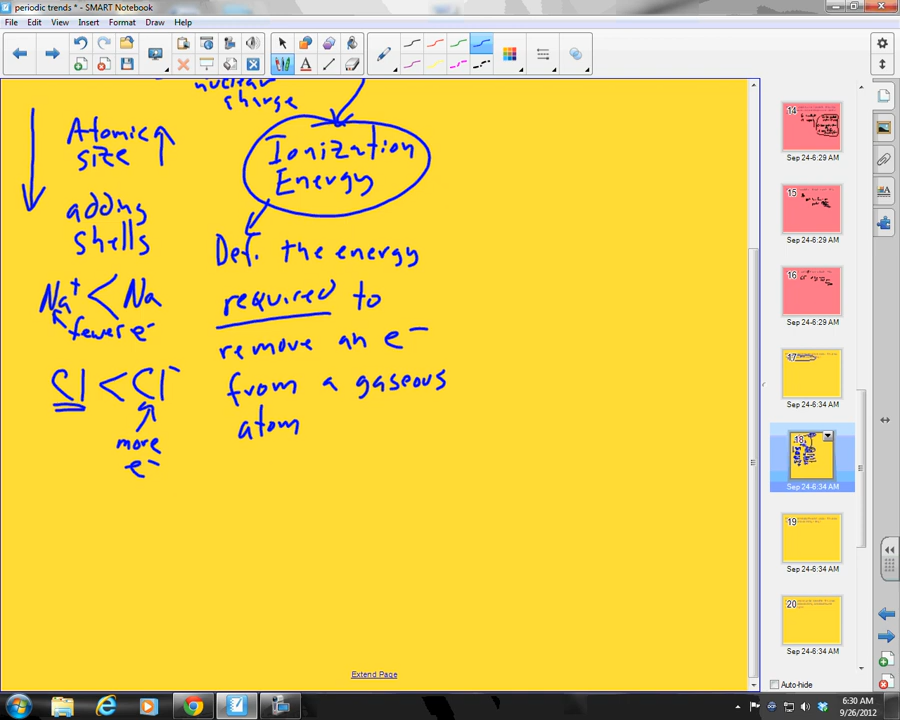 periodic trends * - SMART Notebook
File Edit View Insert Format Draw Help
nuclear
charge
Atomic ↑
size
adding
shells
Na⁺ < Na
fewer e⁻
Cl < Cl⁻
more
e⁻
Ionization
Energy
Def. the energy
required to
remove an e⁻
from a gaseous
atom
Extend Page
14
Sep 24-6:29 AM
15
Sep 24-6:29 AM
16
Sep 24-6:29 AM
17
Sep 24-6:34 AM
18
Sep 24-6:34 AM
19
Sep 24-6:34 AM
20
Sep 24-6:34 AM
Auto-hide
6:30 AM
9/26/2012